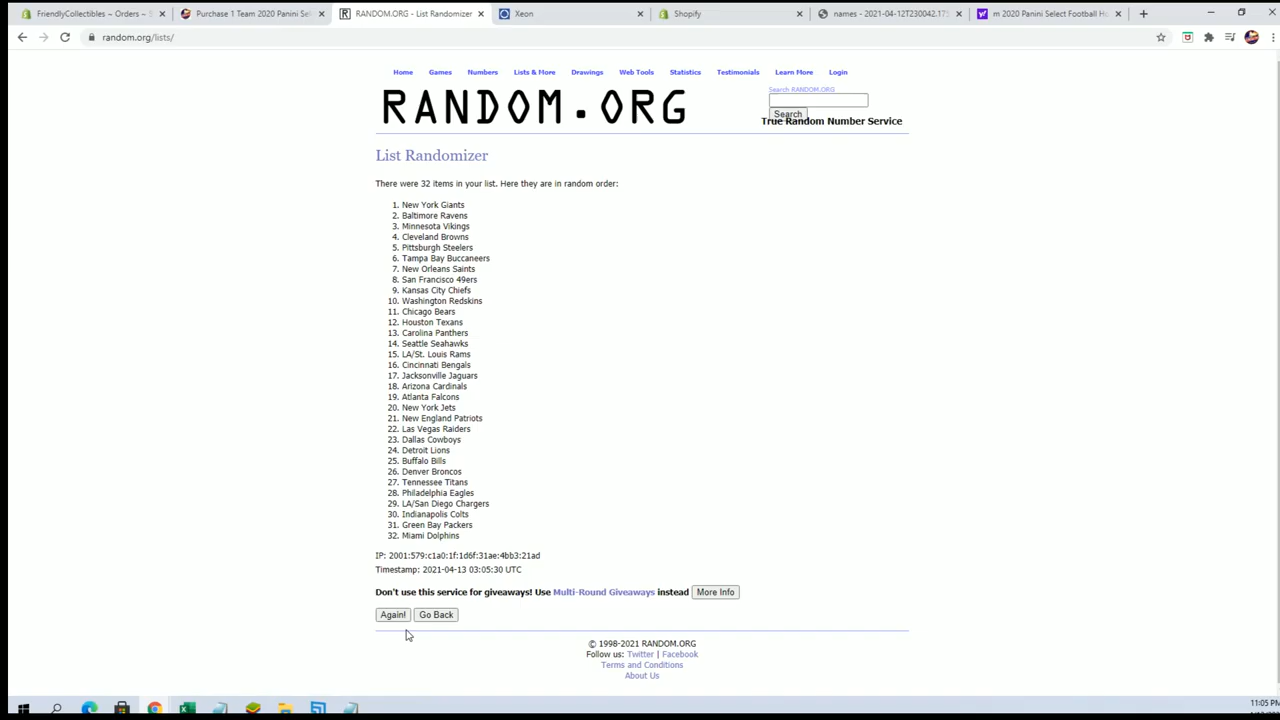 FriendlyCollectibles ~ Orders ~ S
Purchase 1 Team 2020 Panini Sel
RANDOM.ORG - List Randomizer
Xeon
Shopify
names - 2021-04-12T230042.17
m 2020 Panini Select Football H
random.org/lists/
Home Games Numbers Lists & More Drawings Web Tools Statistics Testimonials Learn More Login
RANDOM.ORG
Search RANDOM.ORG
Search
True Random Number Service
List Randomizer
There were 32 items in your list. Here they are in random order:
1. New York Giants
2. Baltimore Ravens
3. Minnesota Vikings
4. Cleveland Browns
5. Pittsburgh Steelers
6. Tampa Bay Buccaneers
7. New Orleans Saints
8. San Francisco 49ers
9. Kansas City Chiefs
10. Washington Redskins
11. Chicago Bears
12. Houston Texans
13. Carolina Panthers
14. Seattle Seahawks
15. LA/St. Louis Rams
16. Cincinnati Bengals
17. Jacksonville Jaguars
18. Arizona Cardinals
19. Atlanta Falcons
20. New York Jets
21. New England Patriots
22. Las Vegas Raiders
23. Dallas Cowboys
24. Detroit Lions
25. Buffalo Bills
26. Denver Broncos
27. Tennessee Titans
28. Philadelphia Eagles
29. LA/San Diego Chargers
30. Indianapolis Colts
31. Green Bay Packers
32. Miami Dolphins
IP: 2001:579:c1a0:1f:1d6f:31ae:4bb3:21ad
Timestamp: 2021-04-13 03:05:30 UTC
Don't use this service for giveaways! Use Multi-Round Giveaways instead More Info
Again! Go Back
© 1998-2021 RANDOM.ORG
Follow us: Twitter | Facebook
Terms and Conditions
About Us
11:05 PM